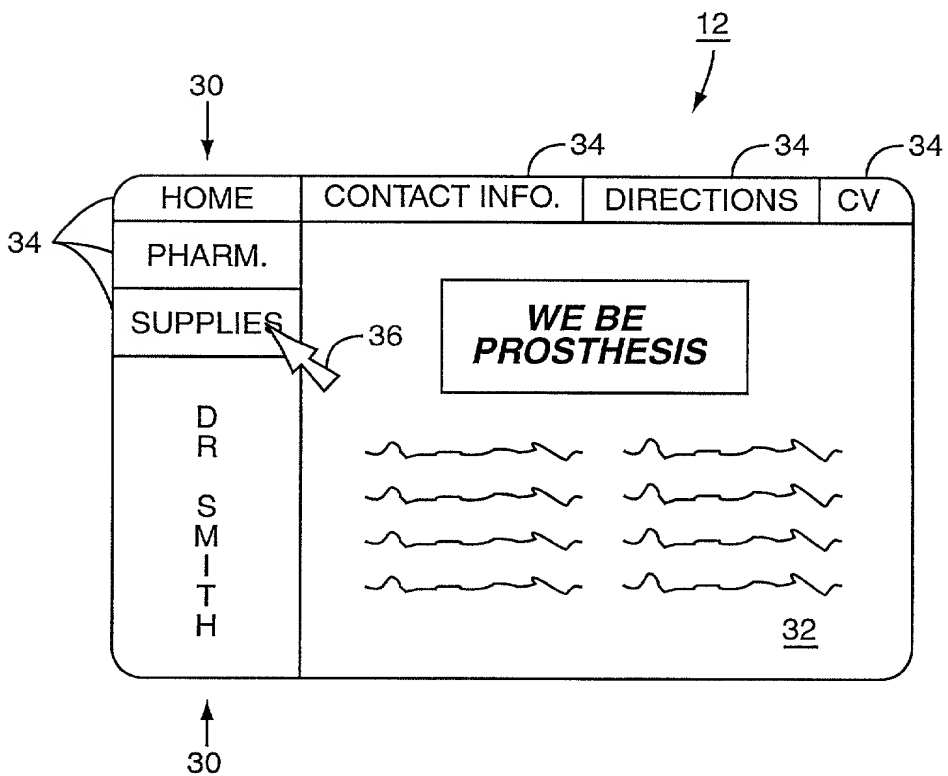 12
30
34 34 34
HOME CONTACT INFO. DIRECTIONS CV
34
PHARM.
SUPPLIES
36
WE BE
PROSTHESIS
D
R
S
M
I
T
H
32
30